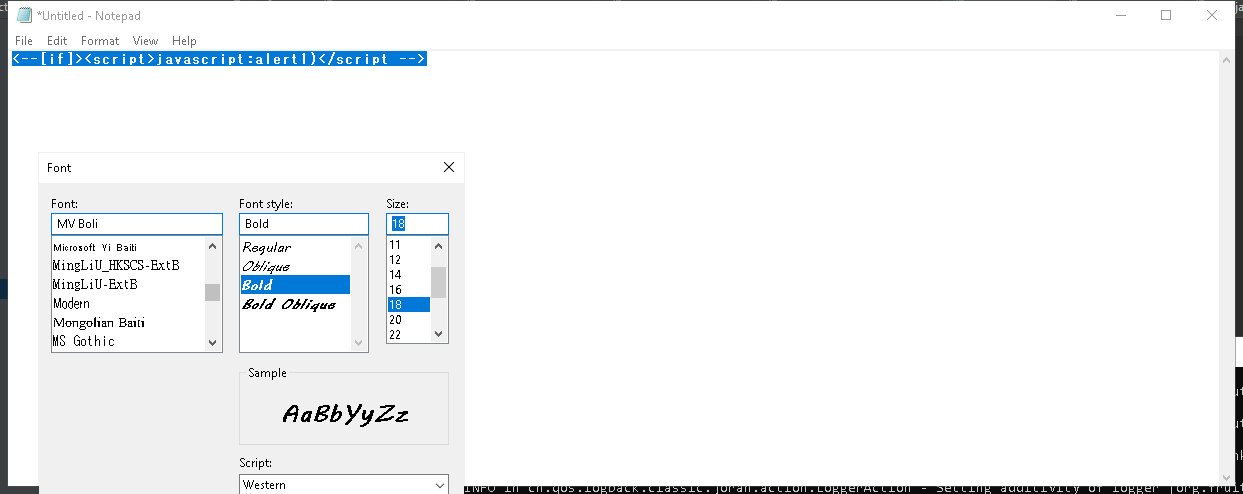 *Untitled - Notepad
File Edit Format View Help
<--[if]><script>javascript:alert1)</script -->
Font
Font: Font style: Size:
MV Boli Bold 18
Microsoft Yi Baiti Regular 11
MingLiU_HKSCS-ExtB Oblique 12
MingLiU-ExtB Bold 14
Modern Bold Oblique 16
Mongolian Baiti 18
MS Gothic 20
22
Sample
AaBbYyZz
Script:
Western
INFO in ch.qos.logback.classic.joran.action.LoggerAction - Setting additivity of logger